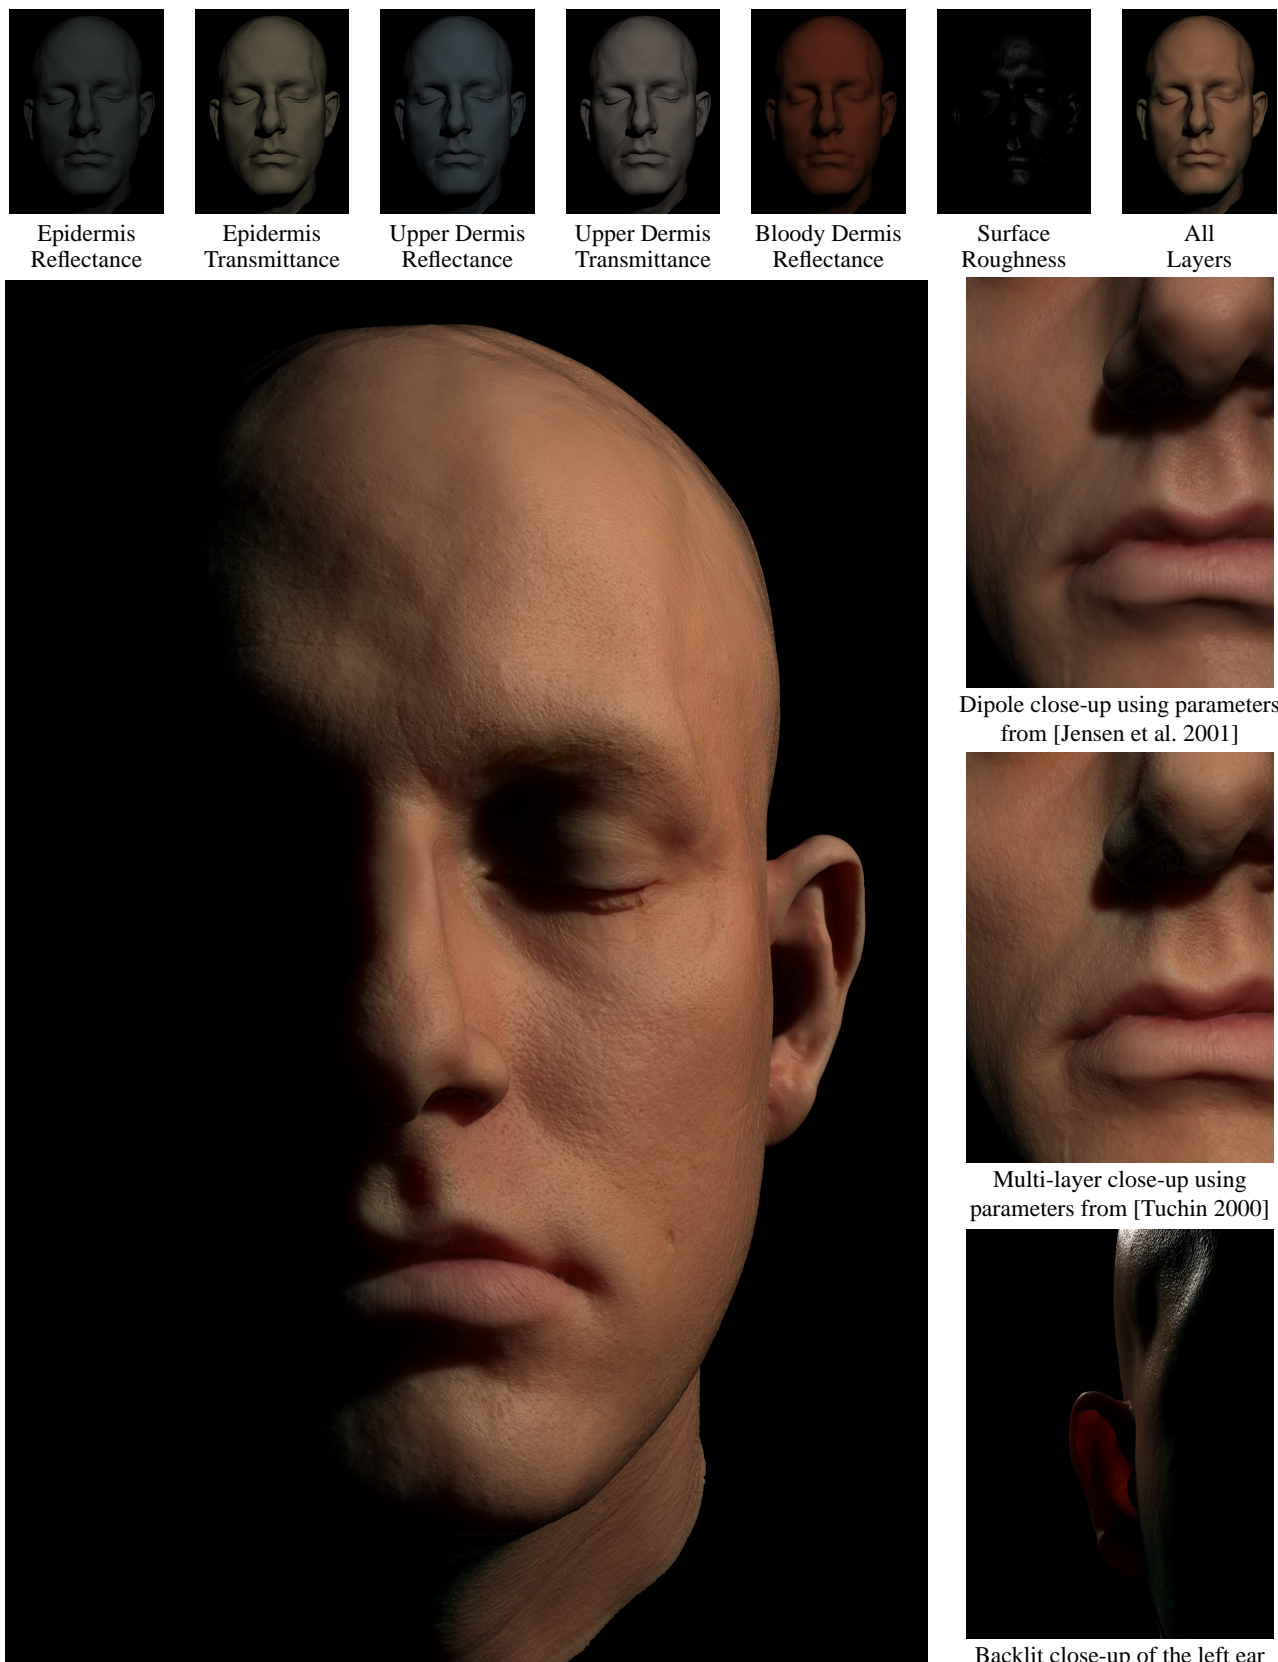 Epidermis
Reflectance
Epidermis
Transmittance
Upper Dermis
Reflectance
Upper Dermis
Transmittance
Bloody Dermis
Reflectance
Surface
Roughness
All
Layers
Dipole close-up using parameters
from [Jensen et al. 2001]
Multi-layer close-up using
parameters from [Tuchin 2000]
Backlit close-up of the left ear